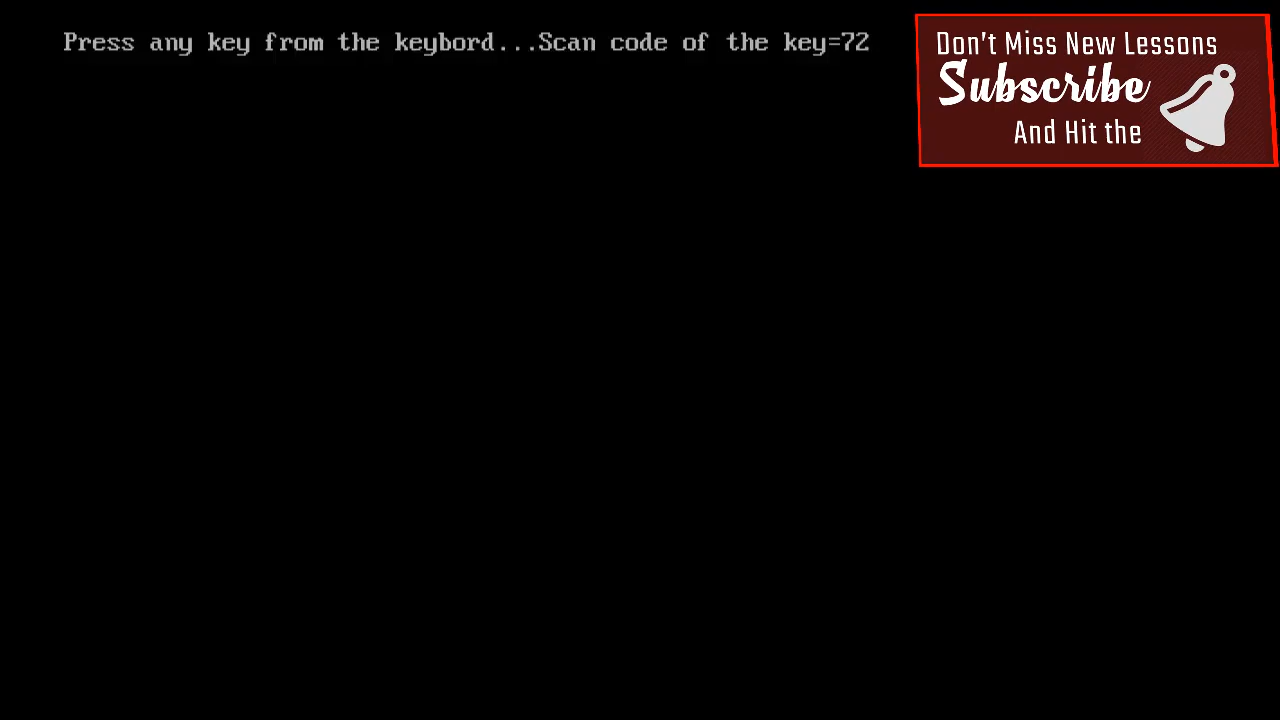 Press any key from the keybord...Scan code of the key=72
Don't Miss New Lessons
Subscribe
And Hit the